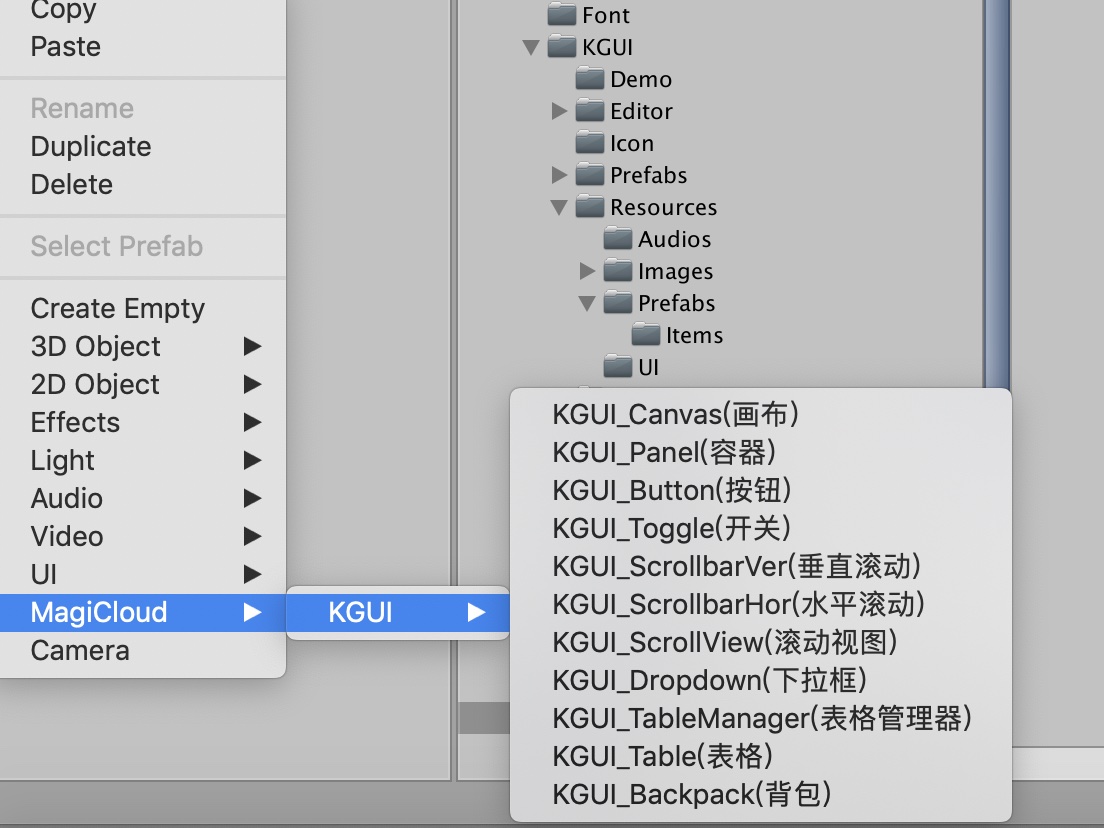 Copy
Paste
Rename
Duplicate
Delete
Select Prefab
Create Empty
3D Object
2D Object
Effects
Light
Audio
Video
UI
MagiCloud
Camera
KGUI
Font
KGUI
Demo
Editor
Icon
Prefabs
Resources
Audios
Images
Prefabs
Items
UI
KGUI_Canvas(画布)
KGUI_Panel(容器)
KGUI_Button(按钮)
KGUI_Toggle(开关)
KGUI_ScrollbarVer(垂直滚动)
KGUI_ScrollbarHor(水平滚动)
KGUI_ScrollView(滚动视图)
KGUI_Dropdown(下拉框)
KGUI_TableManager(表格管理器)
KGUI_Table(表格)
KGUI_Backpack(背包)